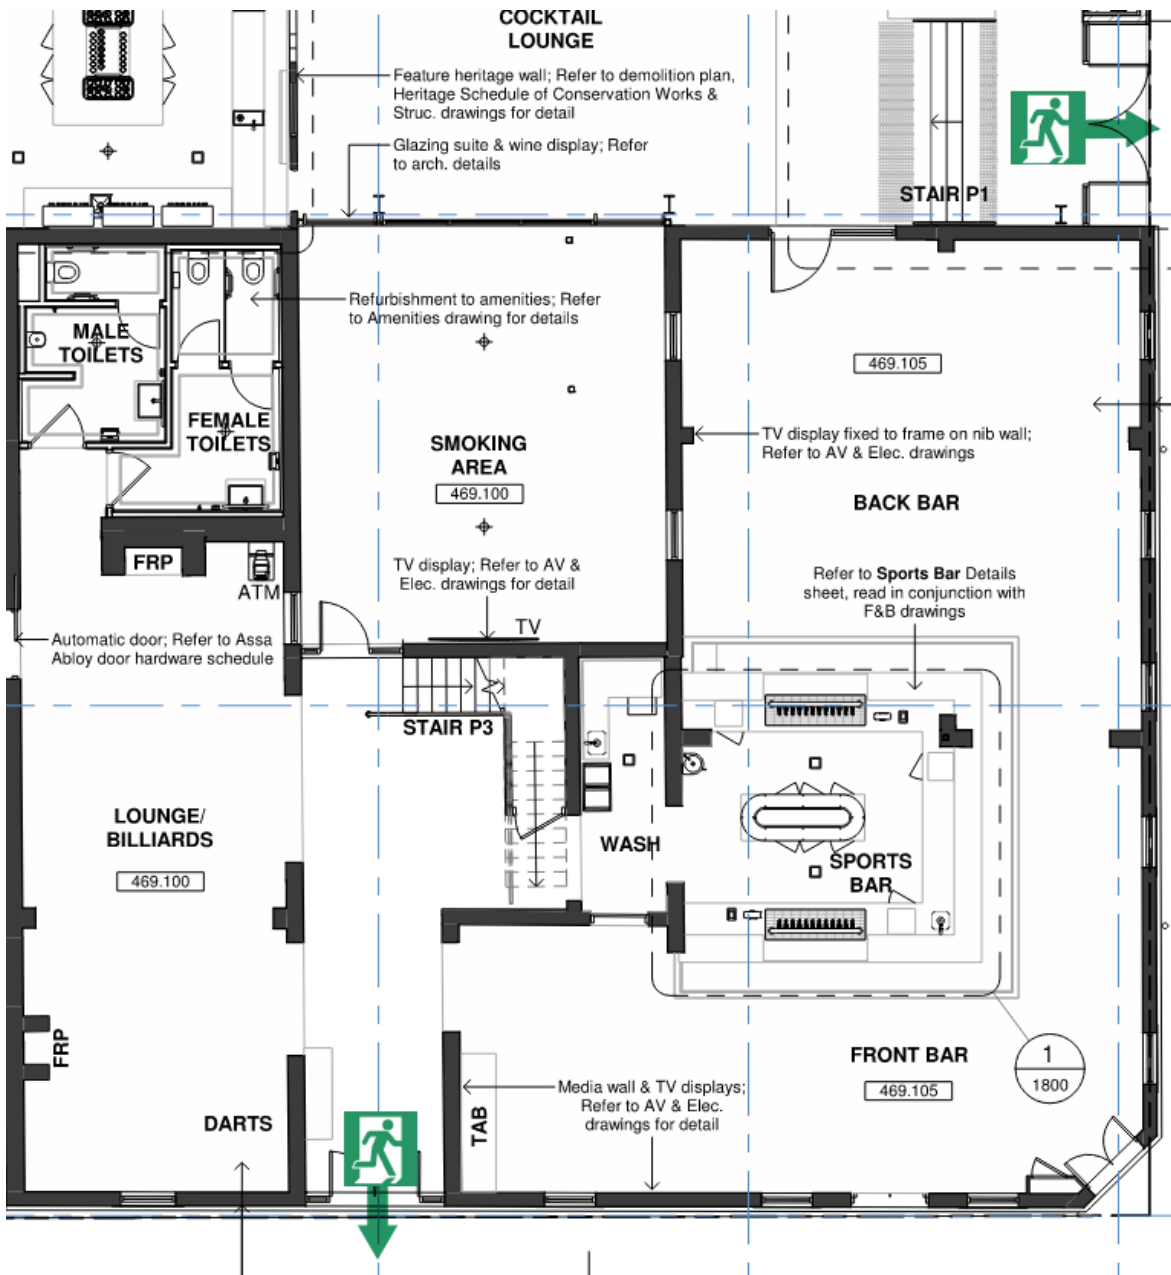 COCKTAIL
LOUNGE
Feature heritage wall; Refer to demolition plan,
Heritage Schedule of Conservation Works &
Struc. drawings for detail
Glazing suite & wine display; Refer
to arch. details
STAIR P1
Refurbishment to amenities; Refer
to Amenities drawing for details
MALE
TOILETS
FEMALE
TOILETS
469.105
SMOKING
AREA
469.100
TV display fixed to frame on nib wall;
Refer to AV & Elec. drawings
BACK BAR
FRP
ATM
TV display; Refer to AV &
Elec. drawings for detail
TV
Refer to Sports Bar Details
sheet, read in conjunction with
F&B drawings
Automatic door; Refer to Assa
Abloy door hardware schedule
STAIR P3
LOUNGE/
BILLIARDS
469.100
WASH
SPORTS
BAR
FRP
FRONT BAR
469.105
1
1800
Media wall & TV displays;
Refer to AV & Elec.
drawings for detail
TAB
DARTS